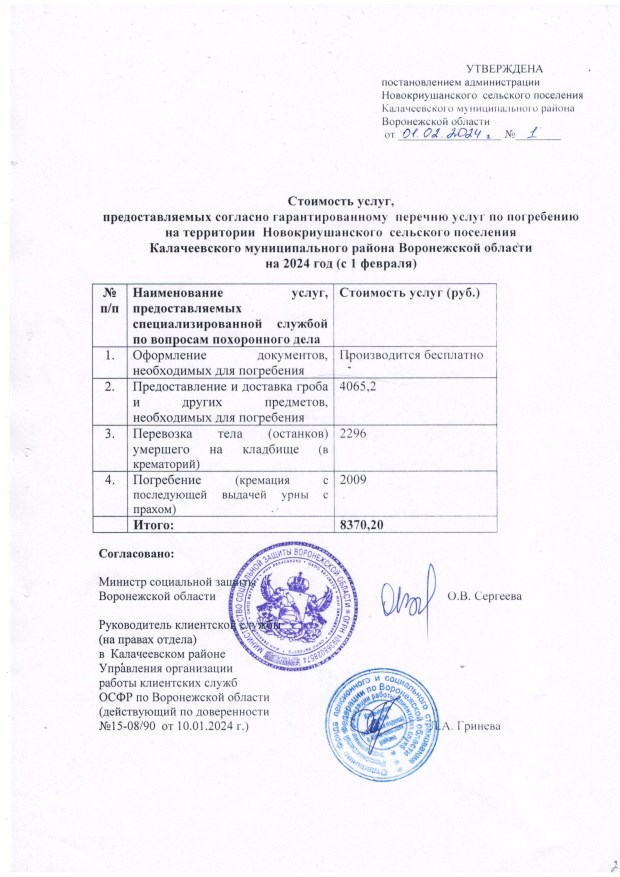 УТВЕРЖДЕНА
постановлением администрации
Новокриушанского сельского поселения
Калачеевского муниципального района
Воронежской области
от 01.02.2024 г. № 1
Стоимость услуг,
предоставляемых согласно гарантированному перечню услуг по погребению
на территории Новокриушанского сельского поселения
Калачеевского муниципального района Воронежской области
на 2024 год (с 1 февраля)
№ Наименование услуг, Стоимость услуг (руб.)
п/п предоставляемых
специализированной службой
по вопросам похоронного дела
1. Оформление документов, Производится бесплатно
необходимых для погребения
2. Предоставление и доставка гроба 4065,2
и других предметов,
необходимых для погребения
3. Перевозка тела (останков) 2296
умершего на кладбище (в
крематорий)
4. Погребение (кремация с 2009
последующей выдачей урны с
прахом)
Итого: 8370,20
Согласовано:
Министр социальной защиты
Воронежской области О.В. Сергеева
Руководитель клиентской службы
(на правах отдела)
в Калачеевском районе
Управления организации
работы клиентских служб
ОСФР по Воронежской области
(действующий по доверенности
№15-08/90 от 10.01.2024 г.) .А. Гринева
МИНИСТЕРСТВО СОЦИАЛЬНОЙ ЗАЩИТЫ ВОРОНЕЖСКОЙ ОБЛАСТИ
2